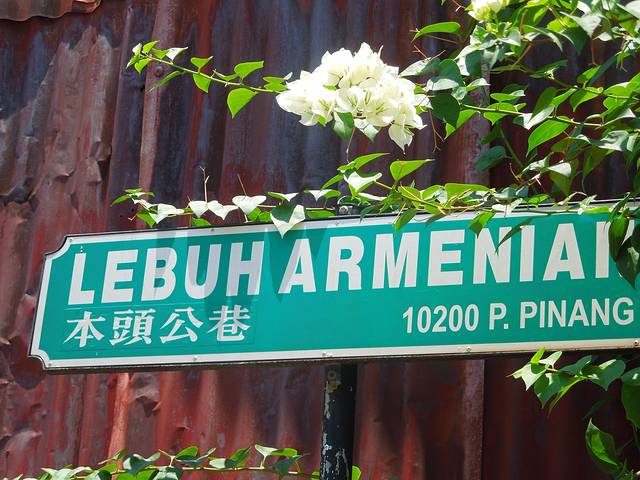 LEBUH ARMENIAN
本頭公巷
10200 P. PINANG